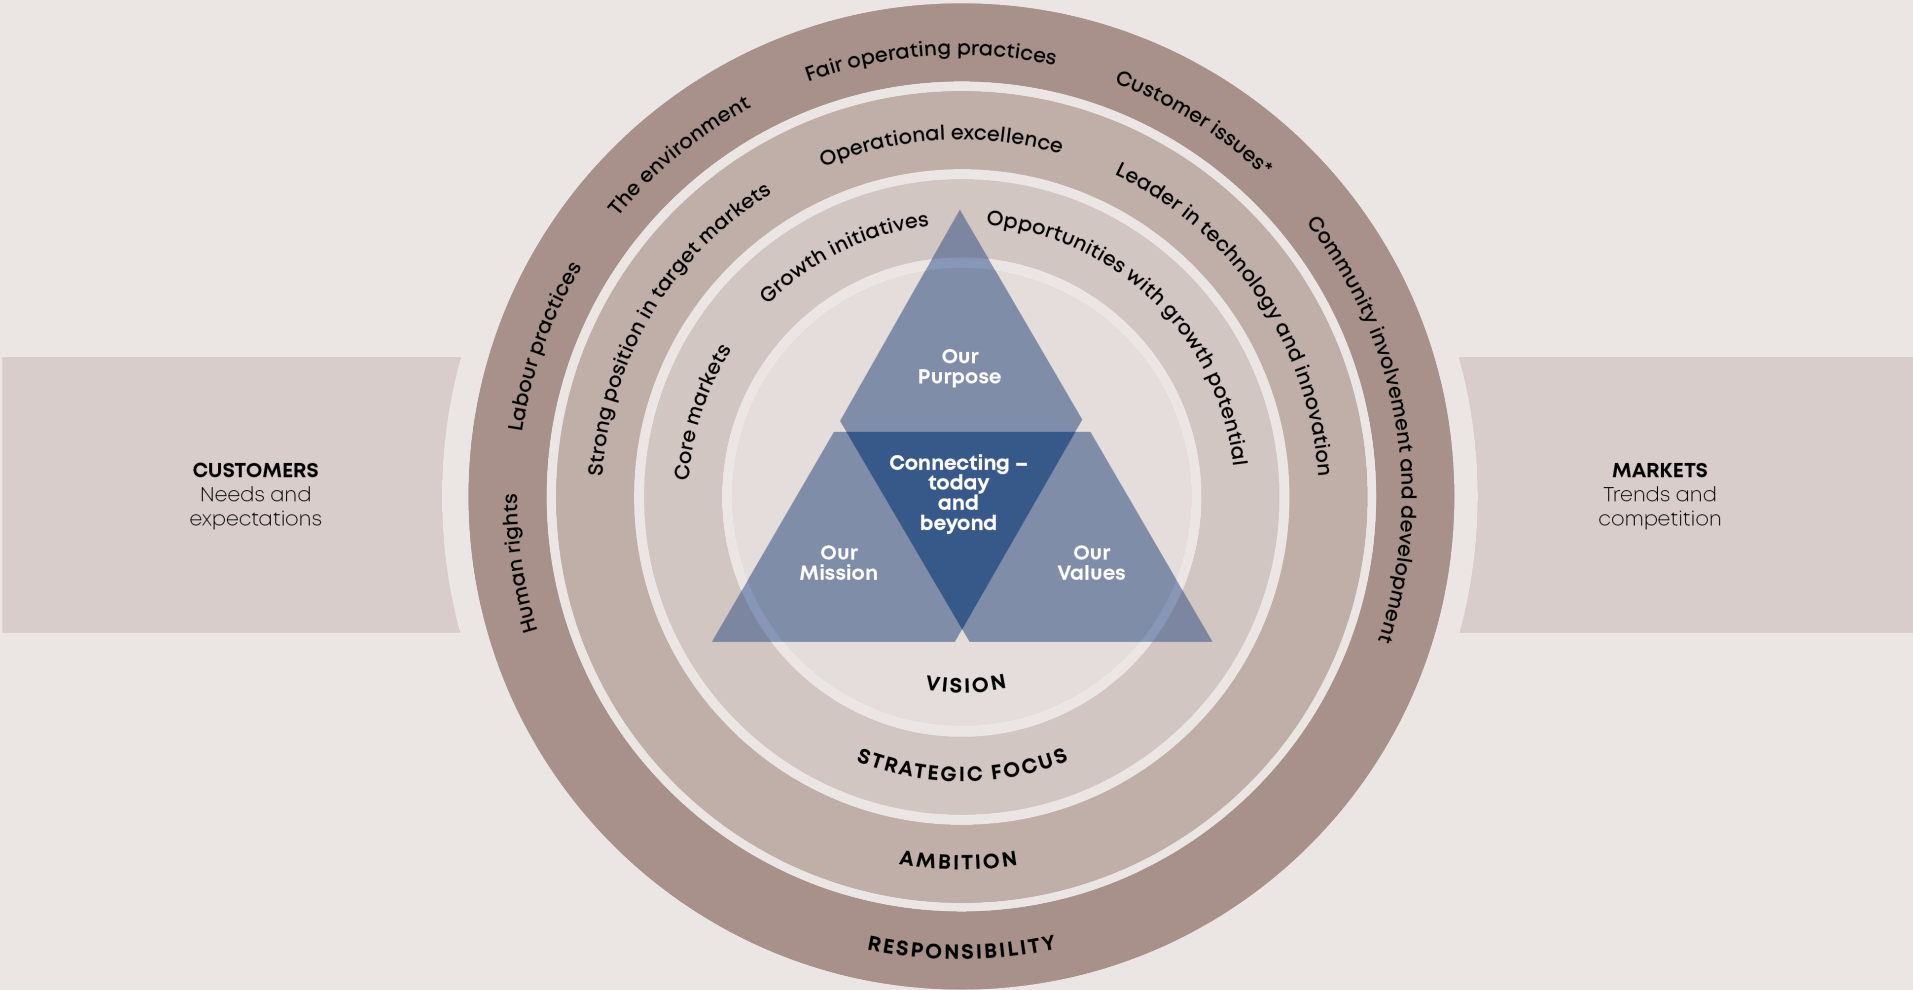 Human rights
Labour practices
The environment
Fair operating practices
Customer issues*
Community involvement and development
Strong position in target markets
Operational excellence
Leader in technology and innovation
Core markets
Growth initiatives
Opportunities with growth potential
Our
Purpose
Connecting –
today
and
beyond
Our
Mission
Our
Values
VISION
STRATEGIC FOCUS
AMBITION
RESPONSIBILITY
CUSTOMERS
Needs and
expectations
MARKETS
Trends and
competition